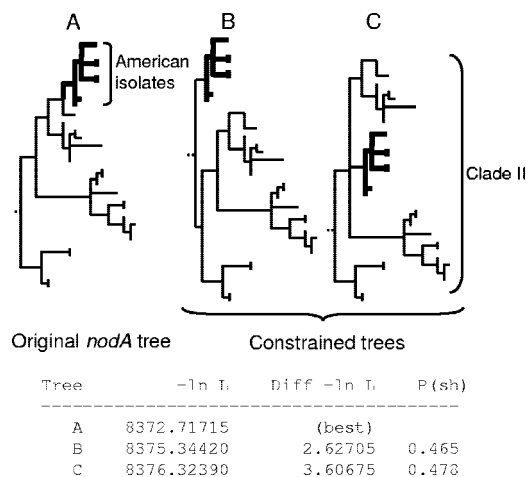 A
B
C
American
isolates
Clade II
Original nodA tree
Constrained trees
Tree -ln L Diff -ln L P(sh)
A 8372.71715 (best)
B 8375.34420 2.62705 0.465
C 8376.32390 3.60675 0.478